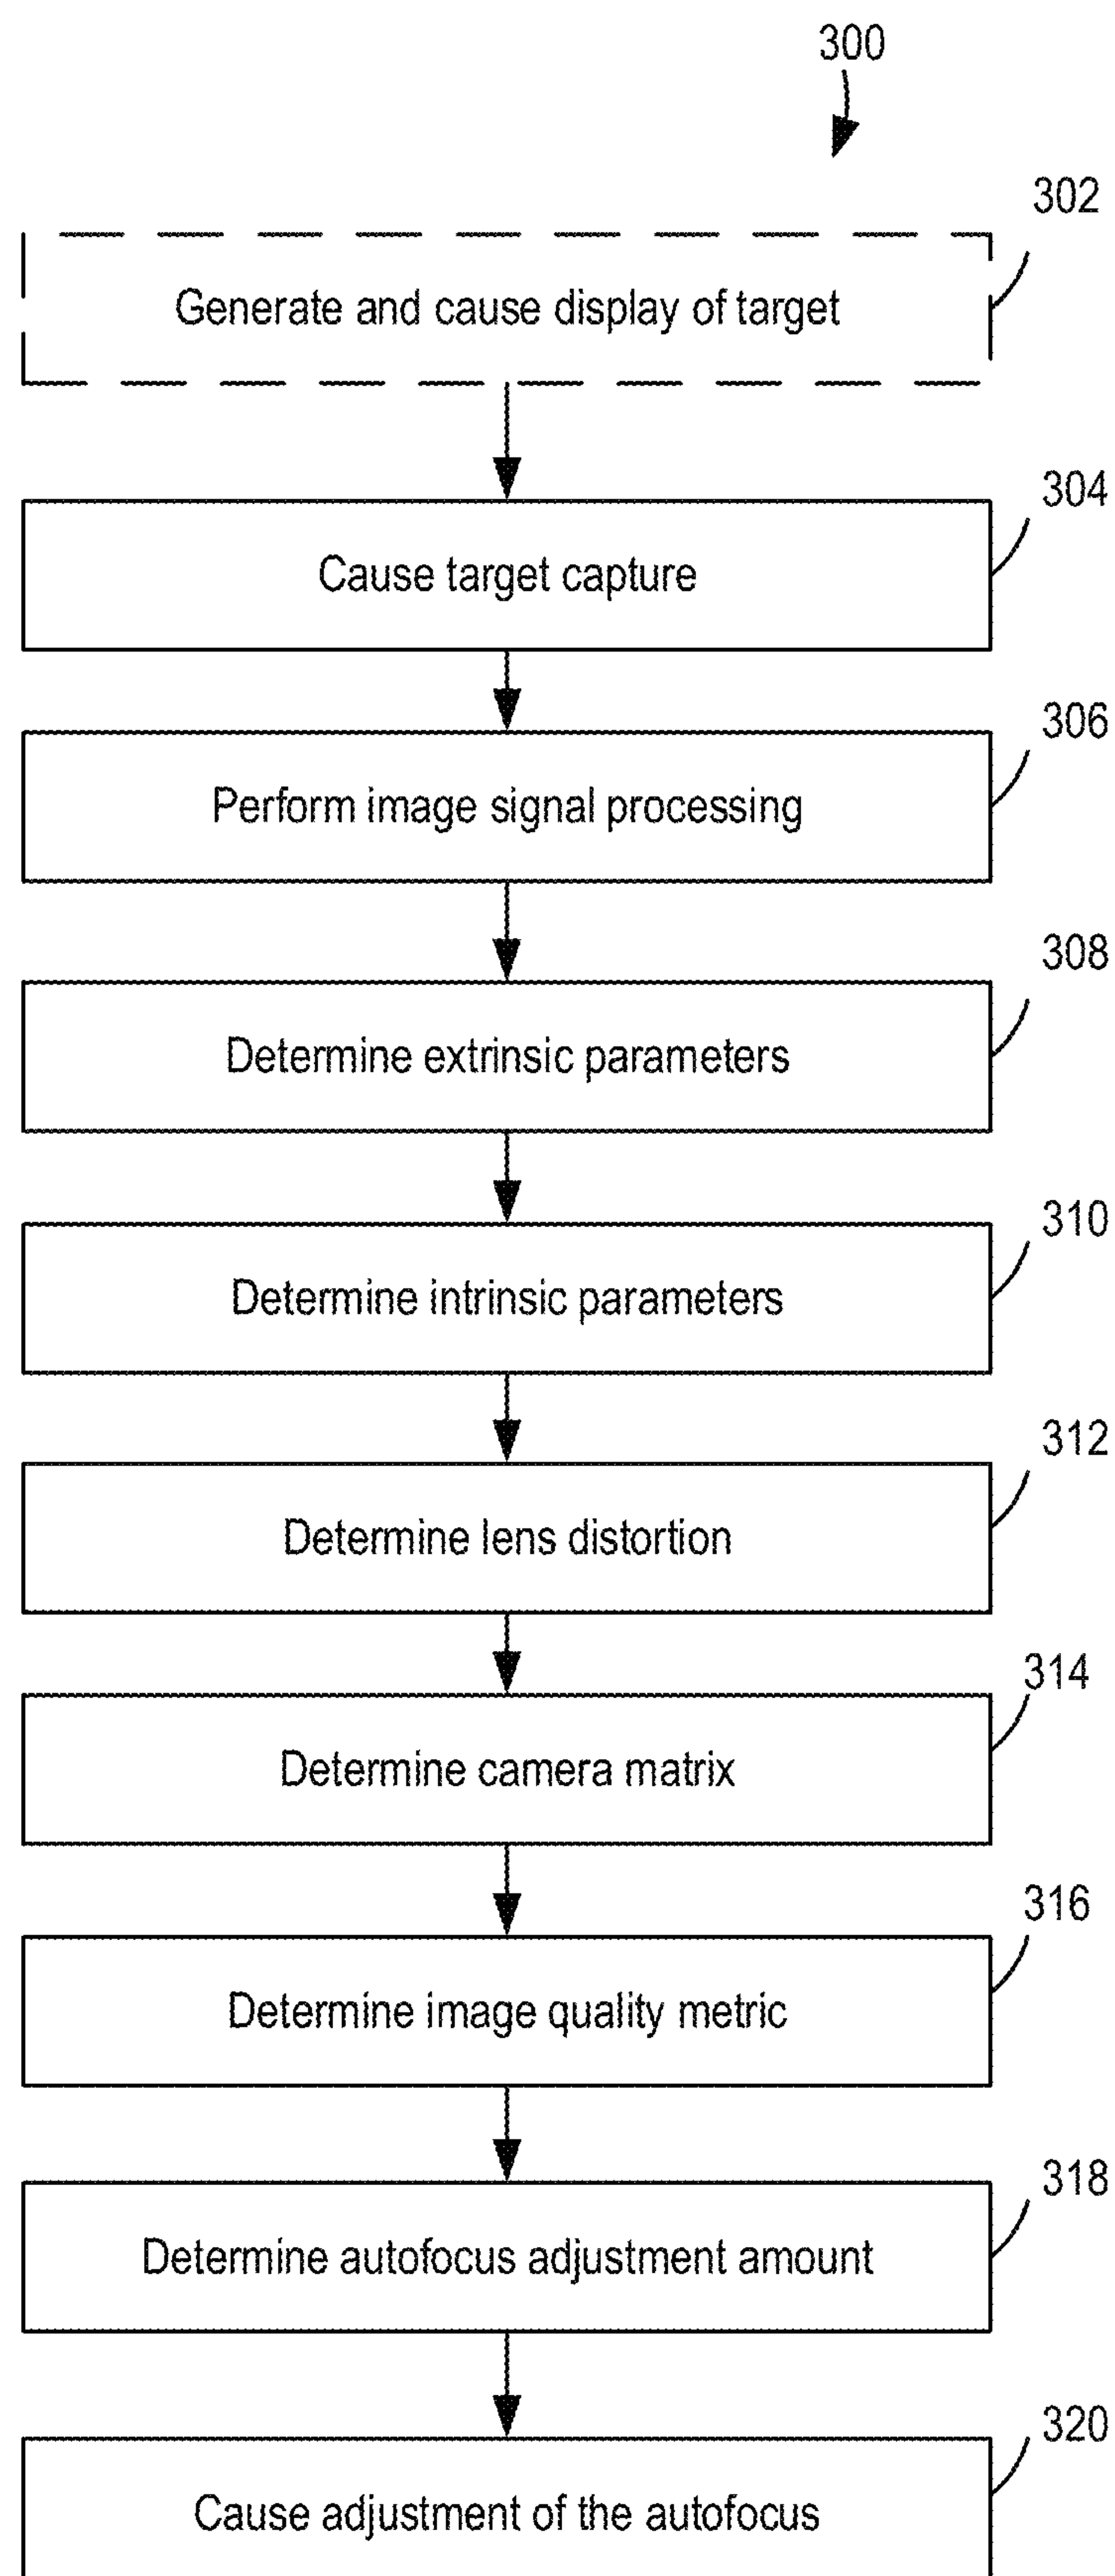 300
302
Generate and cause display of target
304
Cause target capture
306
Perform image signal processing
308
Determine extrinsic parameters
310
Determine intrinsic parameters
312
Determine lens distortion
314
Determine camera matrix
316
Determine image quality metric
318
Determine autofocus adjustment amount
320
Cause adjustment of the autofocus